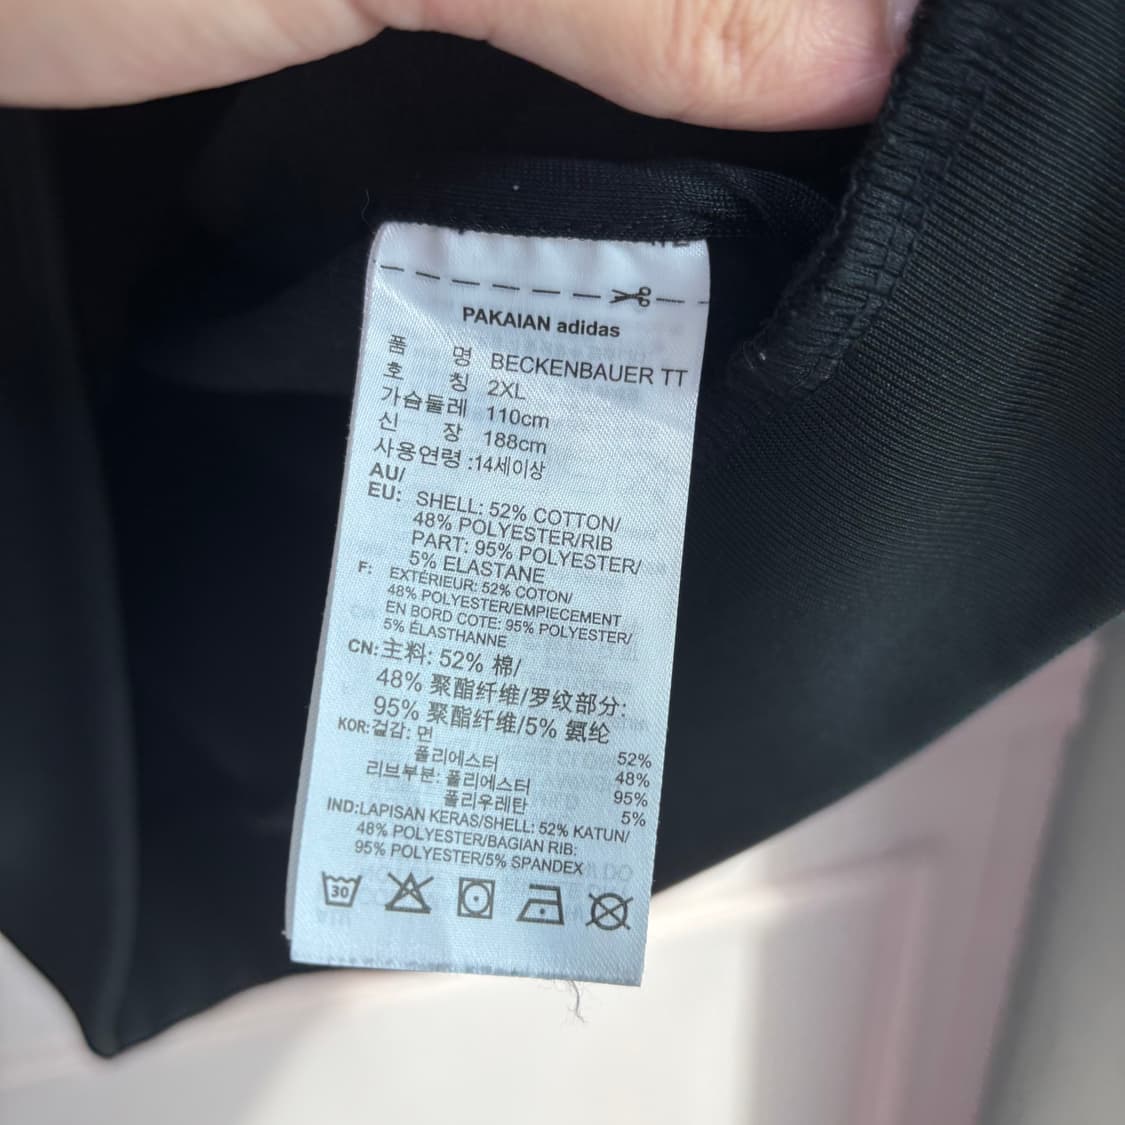 PAKAIAN adidas
품 명 BECKENBAUER TT
호 칭 2XL
가슴둘레 110cm
신 장 188cm
사용연령 :14세이상
AU/
EU: SHELL: 52% COTTON/
48% POLYESTER/RIB
PART: 95% POLYESTER/
5% ELASTANE
F: EXTÉRIEUR: 52% COTON/
48% POLYESTER/EMPIECEMENT
EN BORD COTE: 95% POLYESTER/
5% ÉLASTHANNE
CN:主料: 52% 棉/
48% 聚酯纤维/罗纹部分:
95% 聚酯纤维/5% 氨纶
KOR:겉감: 면 52%
폴리에스터 48%
리브부분: 폴리에스터 95%
폴리우레탄 5%
IND:LAPISAN KERAS/SHELL: 52% KATUN/
48% POLYESTER/BAGIAN RIB:
95% POLYESTER/5% SPANDEX
30